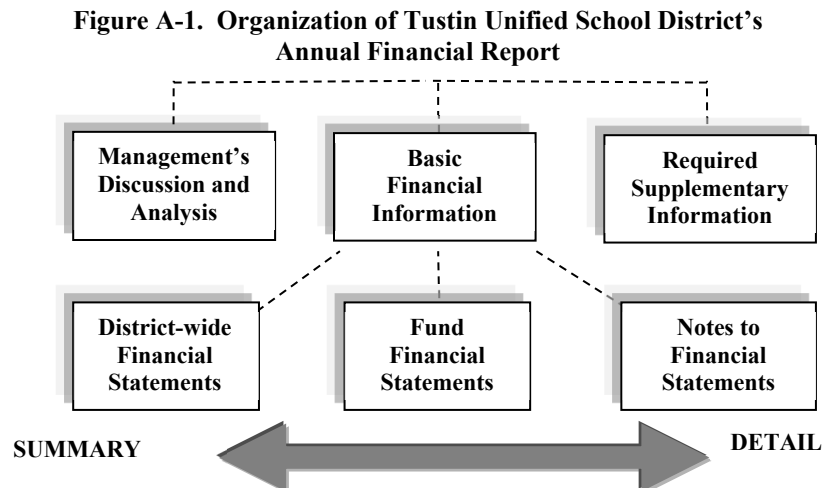 Figure A-1. Organization of Tustin Unified School District's
Annual Financial Report
Management's
Discussion and
Analysis
Basic
Financial
Information
Required
Supplementary
Information
District-wide
Financial
Statements
Fund
Financial
Statements
Notes to
Financial
Statements
SUMMARY
DETAIL